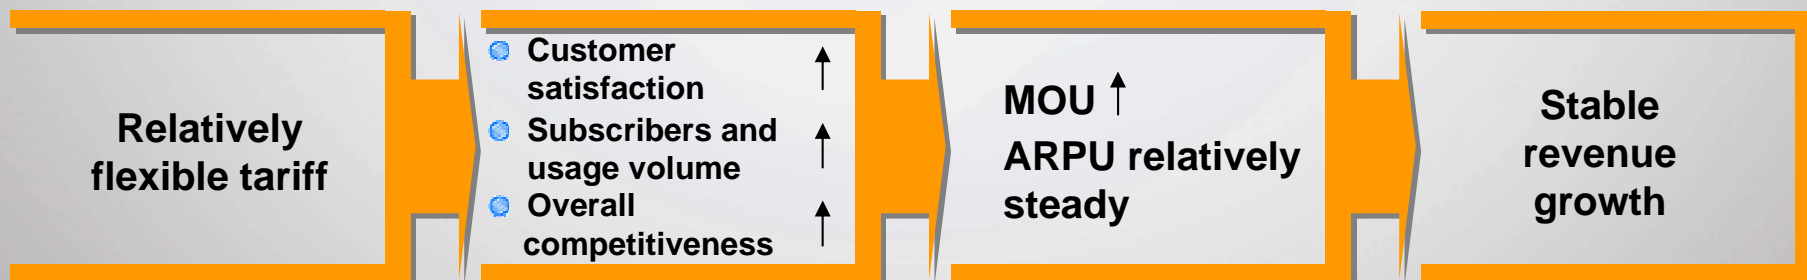 Relatively
flexible tariff
Customer
satisfaction
Subscribers and
usage volume
Overall
competitiveness
MOU
ARPU relatively
steady
Stable
revenue
growth